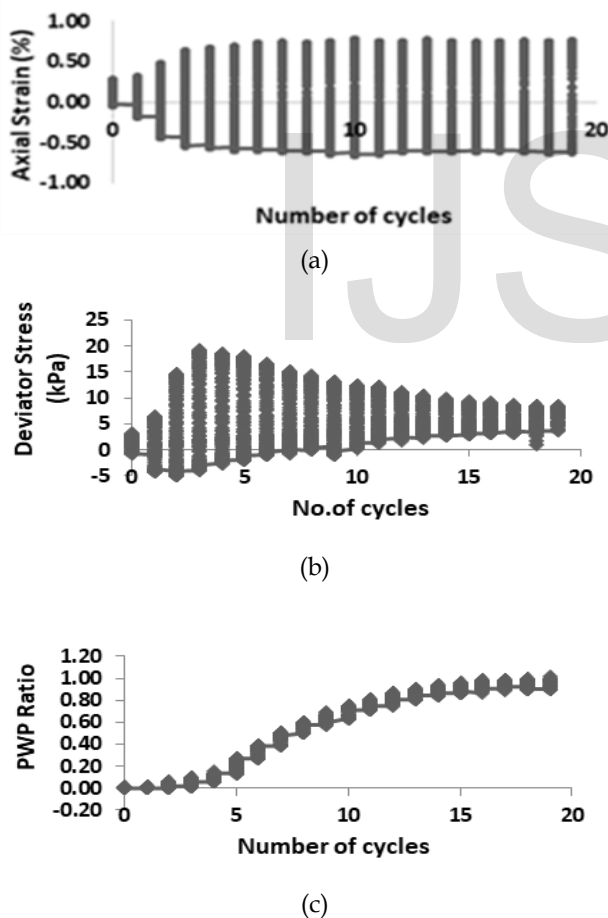 1.00
0.50
0.00
-0.50
-1.00
Axial Strain (%)
0 10 20
Number of cycles
IJS
(a)
25
20
15
10
5
0
-5
Deviator Stress
(kPa)
0 5 10 15 20
No.of cycles
(b)
1.20
1.00
0.80
0.60
0.40
0.20
0.00
-0.20
PWP Ratio
0 5 10 15 20
Number of cycles
(c)